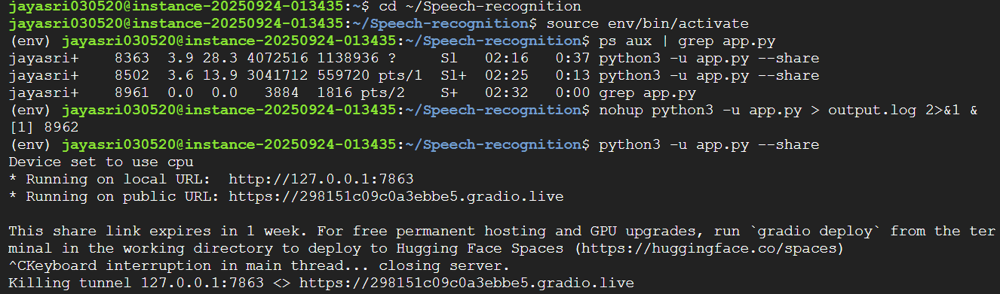 jayasri030520@instance-20250924-013435:~$ cd ~/Speech-recognition
jayasri030520@instance-20250924-013435:~/Speech-recognition$ source env/bin/activate
(env) jayasri030520@instance-20250924-013435:~/Speech-recognition$ ps aux | grep app.py
jayasri+    8363  3.9 28.3 4072516 1138936 ?     Sl   02:16   0:37 python3 -u app.py --share
jayasri+    8502  3.6 13.9 3041712 559720 pts/1  Sl+  02:25   0:13 python3 -u app.py --share
jayasri+    8961  0.0  0.0   3884  1816 pts/2    S+   02:32   0:00 grep app.py
(env) jayasri030520@instance-20250924-013435:~/Speech-recognition$ nohup python3 -u app.py > output.log 2>&1 &
[1] 8962
(env) jayasri030520@instance-20250924-013435:~/Speech-recognition$ python3 -u app.py --share
Device set to use cpu
* Running on local URL:  http://127.0.0.1:7863
* Running on public URL: https://298151c09c0a3ebbe5.gradio.live
This share link expires in 1 week. For free permanent hosting and GPU upgrades, run `gradio deploy` from the ter
minal in the working directory to deploy to Hugging Face Spaces (https://huggingface.co/spaces)
^CKeyboard interruption in main thread... closing server.
Killing tunnel 127.0.0.1:7863 <> https://298151c09c0a3ebbe5.gradio.live